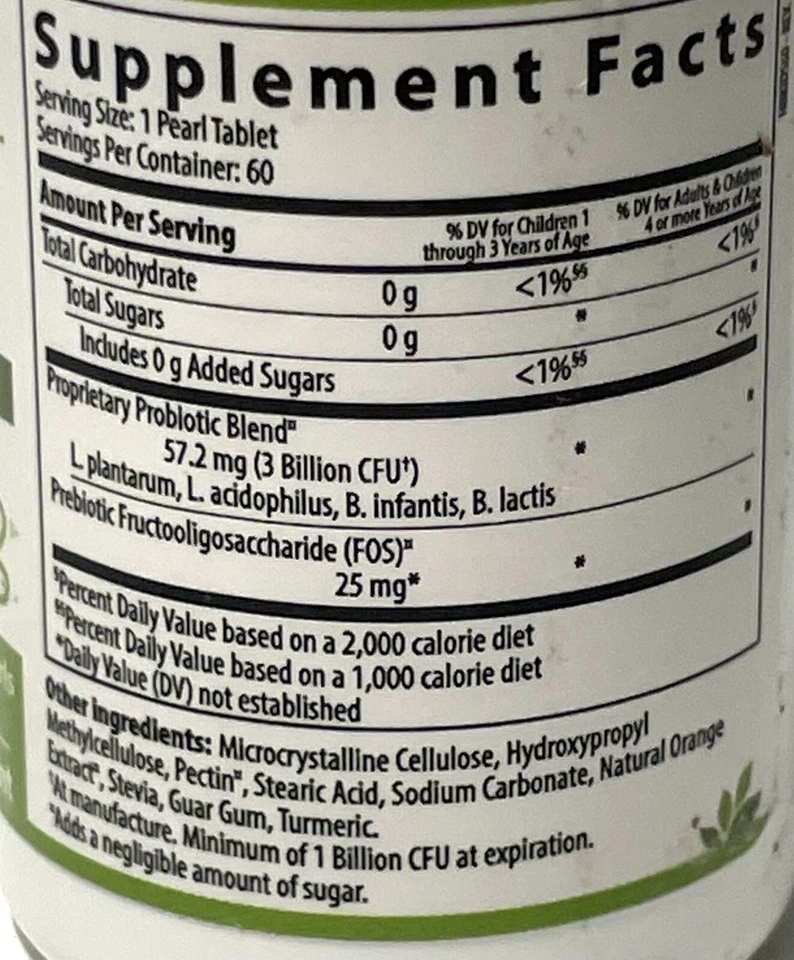 Supplement Facts
Serving Size: 1 Pearl Tablet
Servings Per Container: 60
Amount Per Serving
% DV for Children 1
through 3 Years of Age
% DV for Adults & Children
4 or more Years of Age
Total Carbohydrate 0 g <1%§§ <1%§
Total Sugars 0 g * *
Includes 0 g Added Sugars <1%§§ <1%§
Proprietary Probiotic Blend¤
57.2 mg (3 Billion CFU†) * *
L. plantarum, L. acidophilus, B. infantis, B. lactis
Prebiotic Fructooligosaccharide (FOS)¤
25 mg* * *
§Percent Daily Value based on a 2,000 calorie diet
§§Percent Daily Value based on a 1,000 calorie diet
*Daily Value (DV) not established
Other ingredients: Microcrystalline Cellulose, Hydroxypropyl
Methylcellulose, Pectin¤, Stearic Acid, Sodium Carbonate, Natural Orange
Extract¤, Stevia, Guar Gum, Turmeric.
†At manufacture. Minimum of 1 Billion CFU at expiration.
¤Adds a negligible amount of sugar.